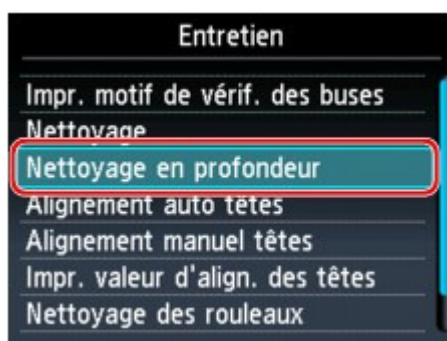 Entretien
Impr. motif de vérif. des buses
Nettoyage
Nettoyage en profondeur
Alignement auto têtes
Alignement manuel têtes
Impr. valeur d'align. des têtes
Nettoyage des rouleaux